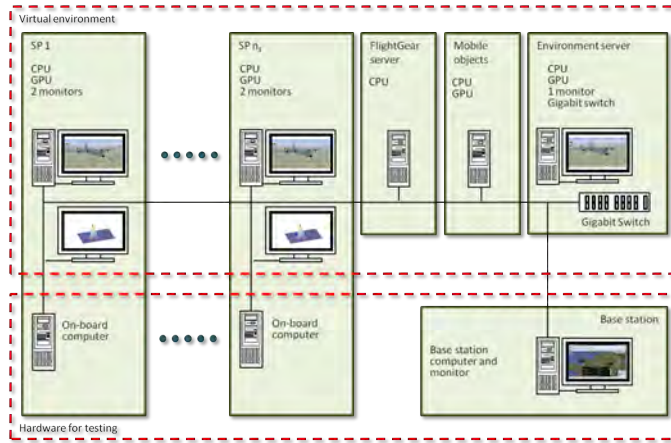 Virtual environment
SP 1
CPU
GPU
2 monitors
SP ns
CPU
GPU
2 monitors
FlightGear
server
CPU
Mobile
objects
CPU
GPU
Environment server
CPU
GPU
1 monitor
Gigabit switch
Gigabit Switch
On-board
computer
On-board
computer
Base station
Base station
computer and
monitor
Hardware for testing